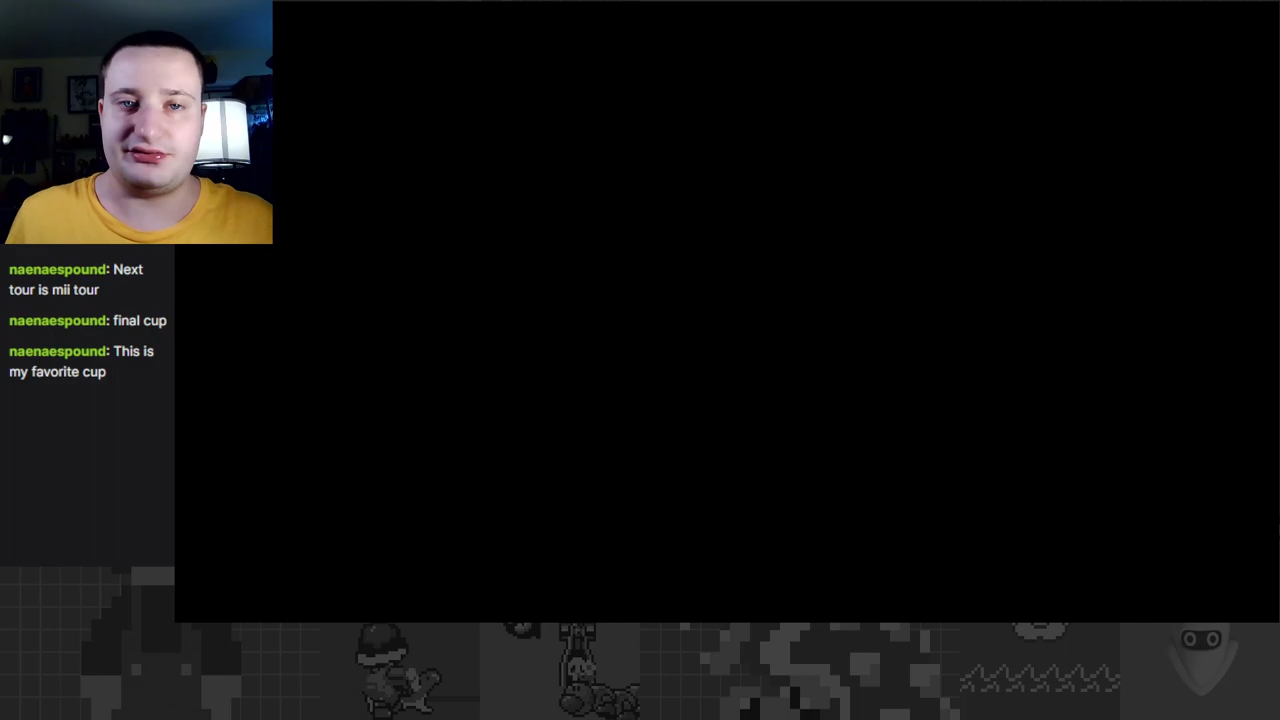 naenaespound: Next
tour is mii tour
naenaespound: final cup
naenaespound: This is
my favorite cup